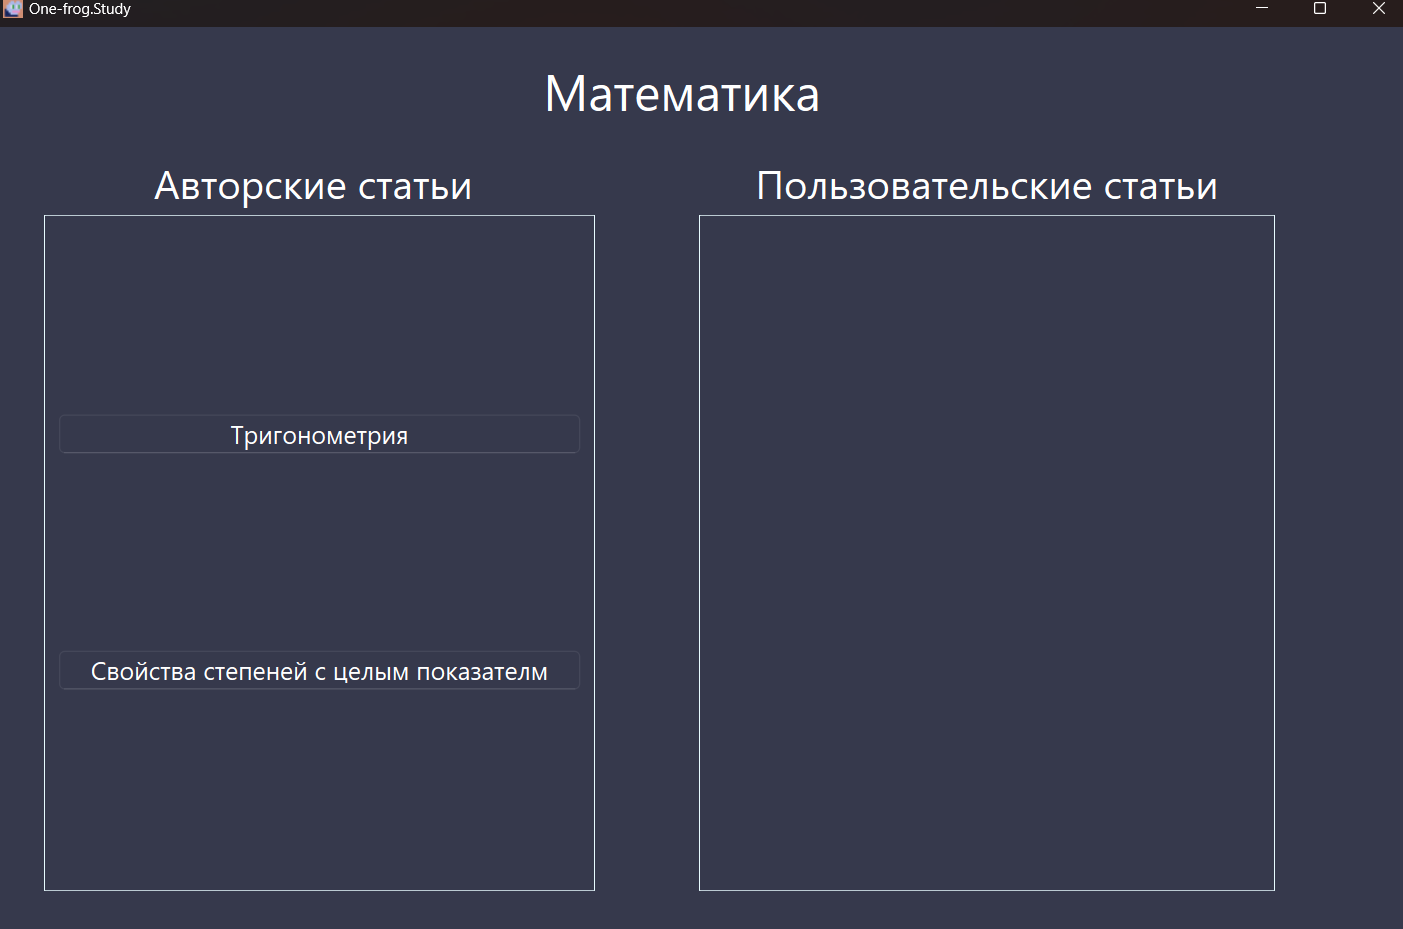 One-frog.Study
Математика
Авторские статьи
Пользовательские статьи
Тригонометрия
Свойства степеней с целым показателм